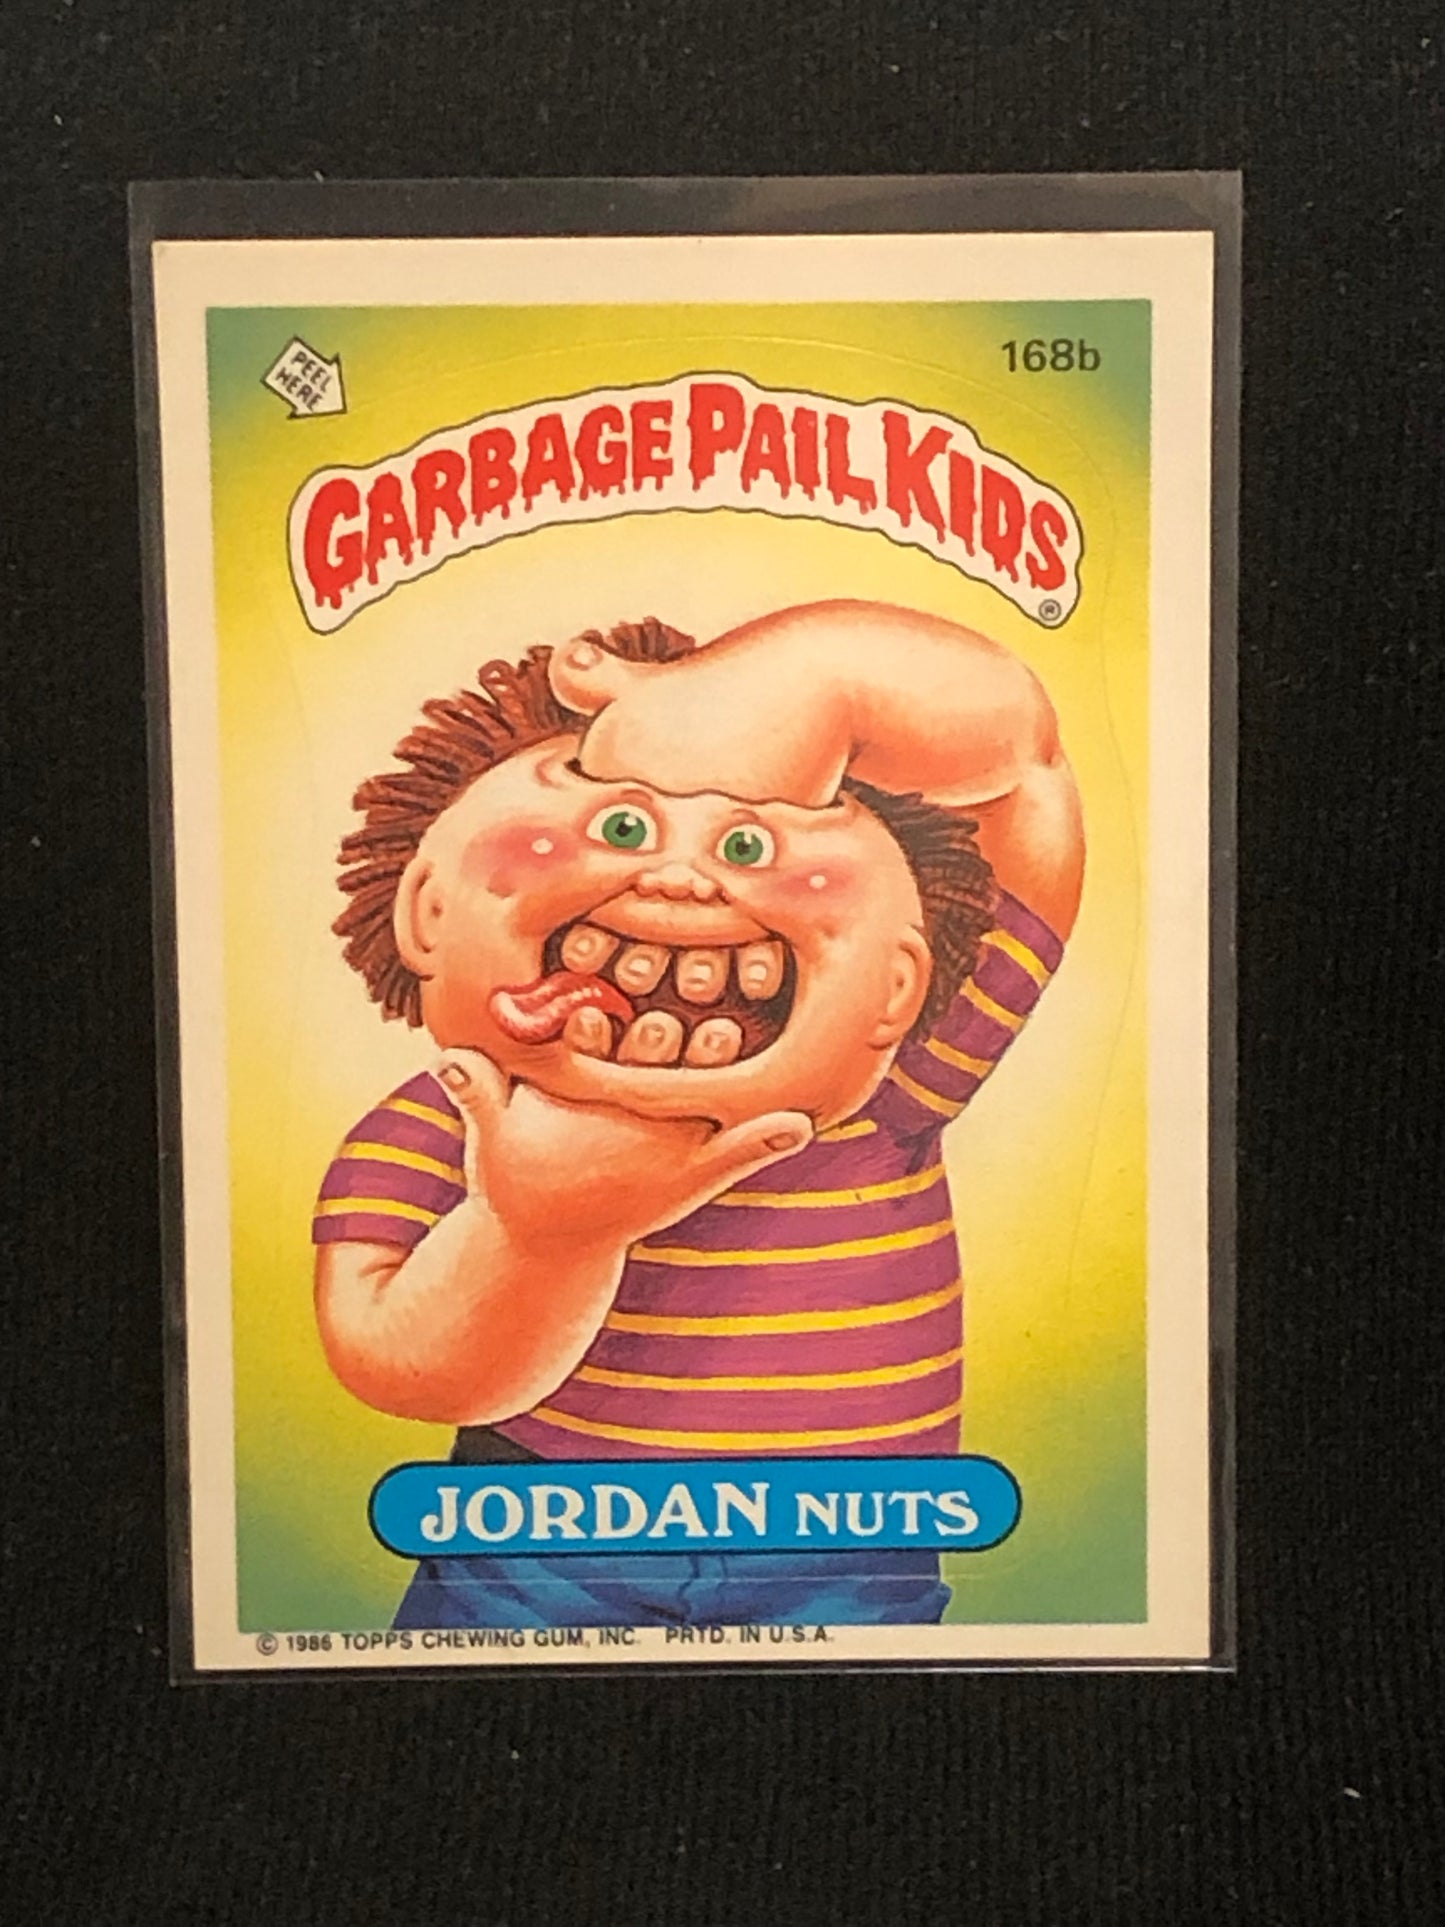 PEEL
HERE
168b
GARBAGE PAIL KIDS
®
JORDAN NUTS
© 1986 TOPPS CHEWING GUM, INC. PRTD. IN U.S.A.